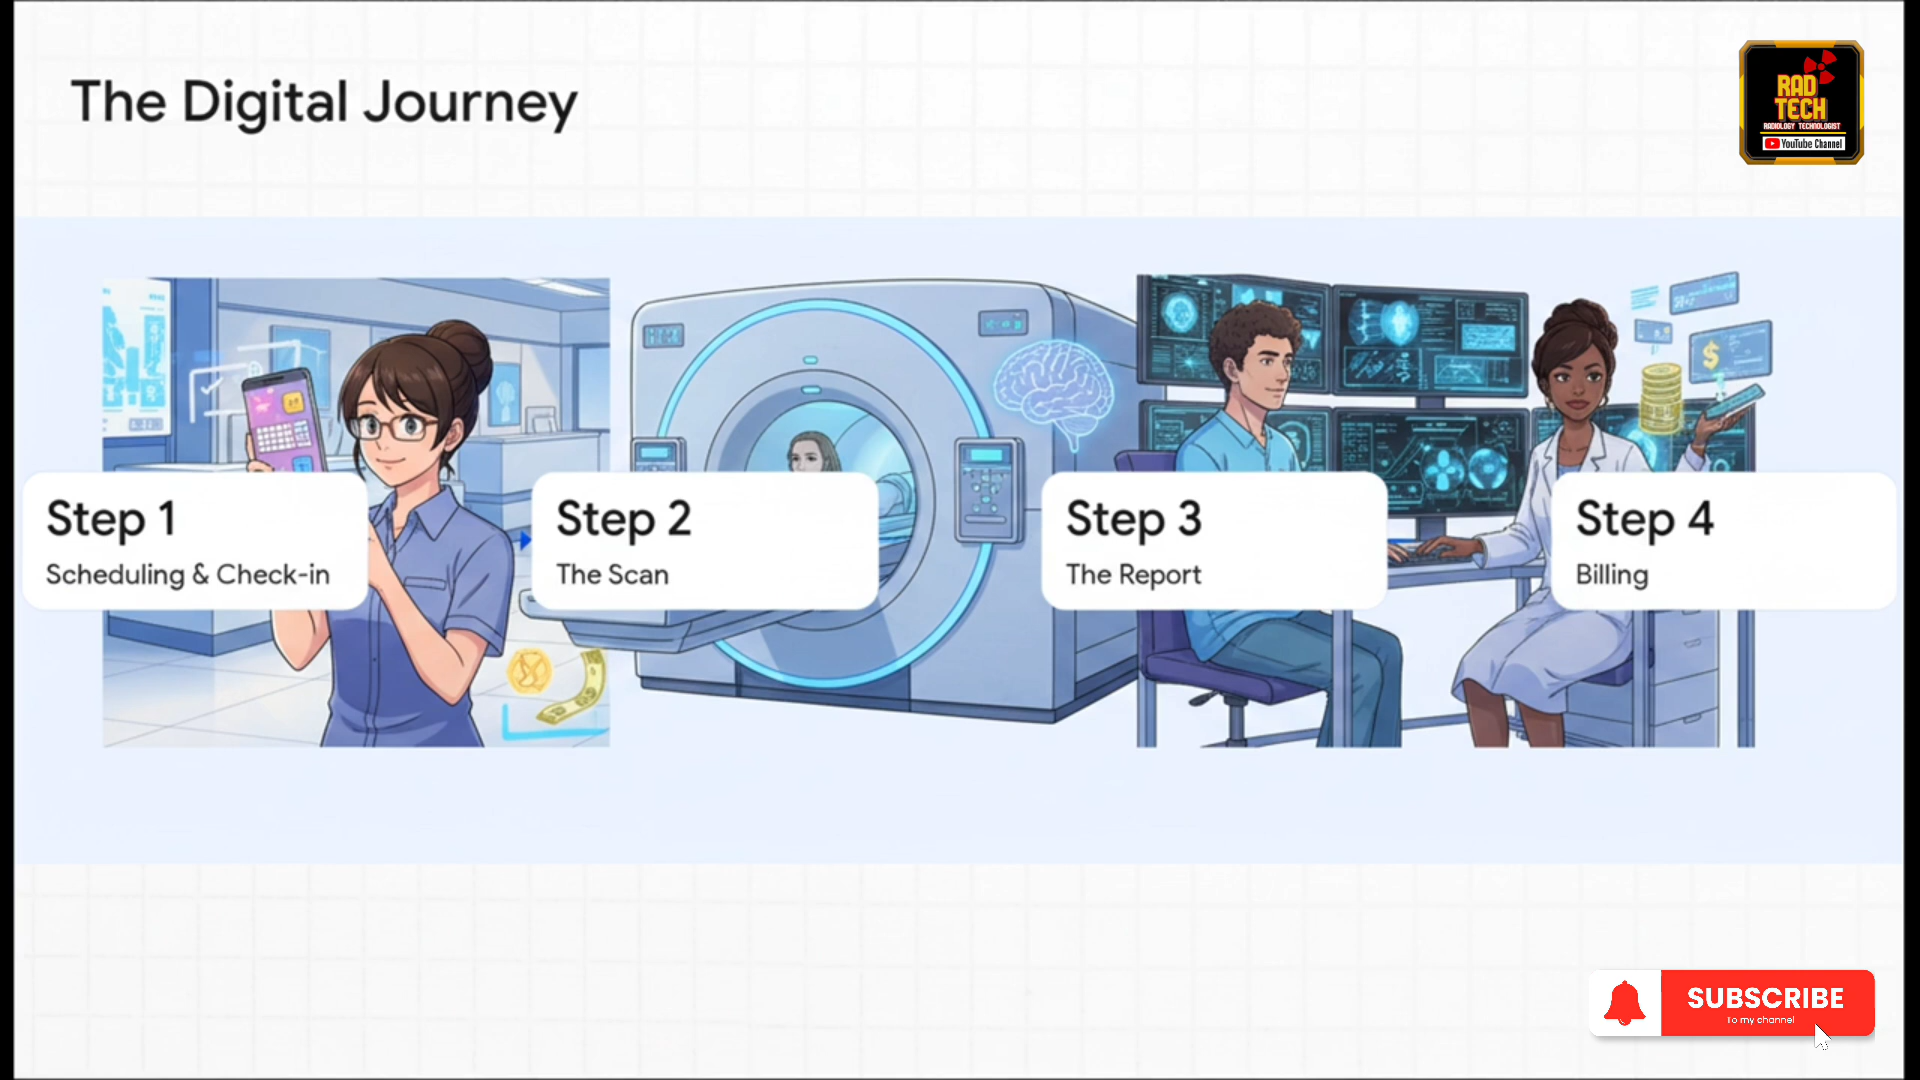 The Digital Journey
RAD
TECH
RADIOLOGY TECHNOLOGIST
YouTube Channel
Step 1
Scheduling & Check-in
Step 2
The Scan
Step 3
The Report
Step 4
Billing
$
SUBSCRIBE
To my channel